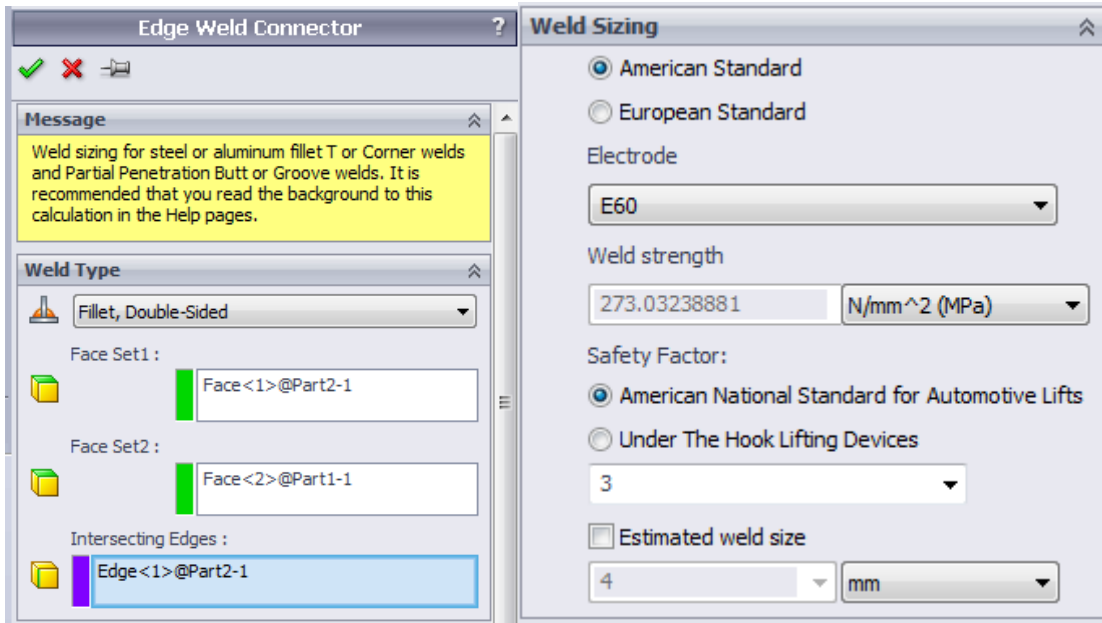 Edge Weld Connector ?
Message
Weld sizing for steel or aluminum fillet T or Corner welds
and Partial Penetration Butt or Groove welds. It is
recommended that you read the background to this
calculation in the Help pages.
Weld Type
Fillet, Double-Sided
Face Set1 :
Face<1>@Part2-1
Face Set2 :
Face<2>@Part1-1
Intersecting Edges :
Edge<1>@Part2-1
Weld Sizing
American Standard
European Standard
Electrode
E60
Weld strength
273.03238881 N/mm^2 (MPa)
Safety Factor:
American National Standard for Automotive Lifts
Under The Hook Lifting Devices
3
Estimated weld size
4 mm